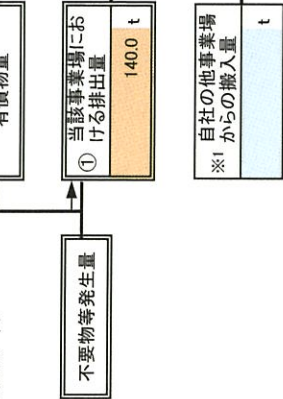 有償物量
① 当該事業場にお
ける排出量
140.0 t
※1 自社の他事業場
からの搬入量
t
不要物等発生量